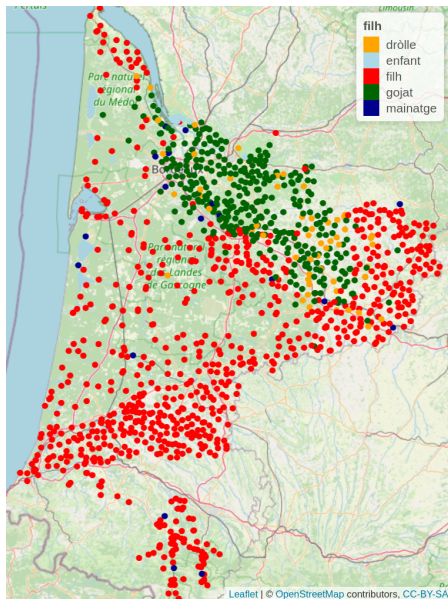 Limousin
filh
dròlle
enfant
filh
gojat
mainatge
Parc naturel
régional
du Médoc
Parc naturel
régional
des Landes
de Gascogne
Leaflet | © OpenStreetMap contributors, CC-BY-SA